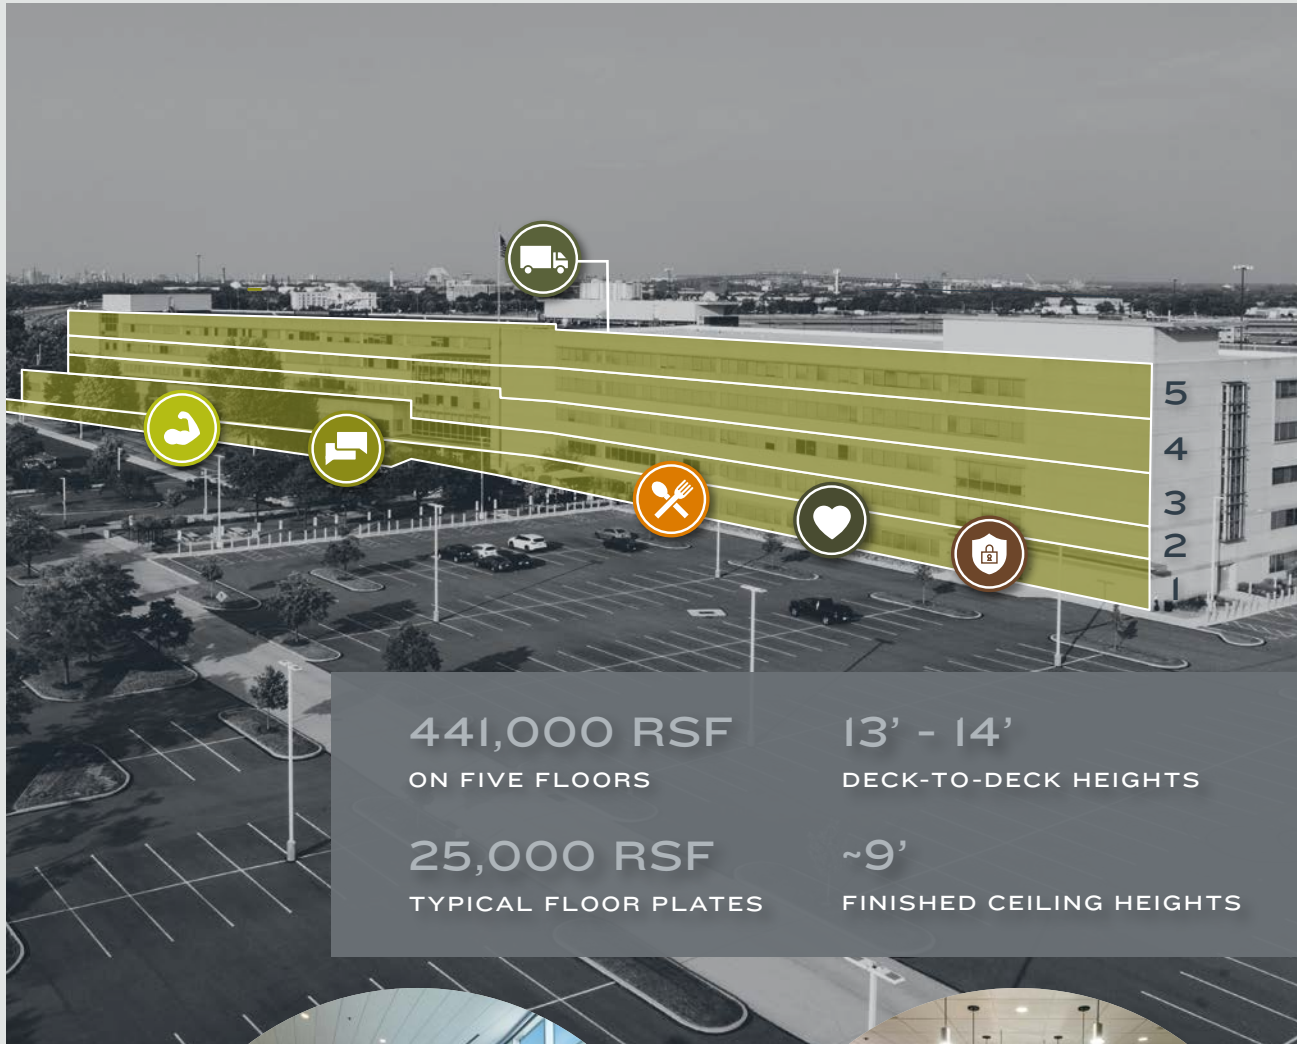 5
4
3
2
1
441,000 RSF
ON FIVE FLOORS
13’ - 14’
DECK-TO-DECK HEIGHTS
25,000 RSF
TYPICAL FLOOR PLATES
~9’
FINISHED CEILING HEIGHTS